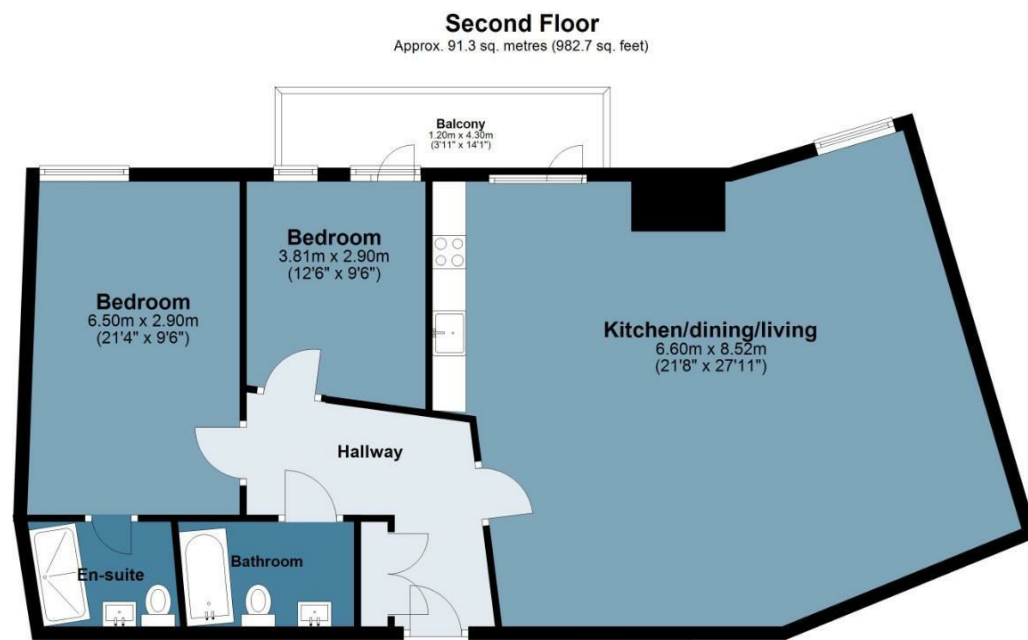 Second Floor
Approx. 91.3 sq. metres (982.7 sq. feet)
Balcony
1.20m x 4.30m
(3'11" x 14'1")
Bedroom
3.81m x 2.90m
(12'6" x 9'6")
Bedroom
6.50m x 2.90m
(21'4" x 9'6")
Kitchen/dining/living
6.60m x 8.52m
(21'8" x 27'11")
Hallway
En-suite
Bathroom